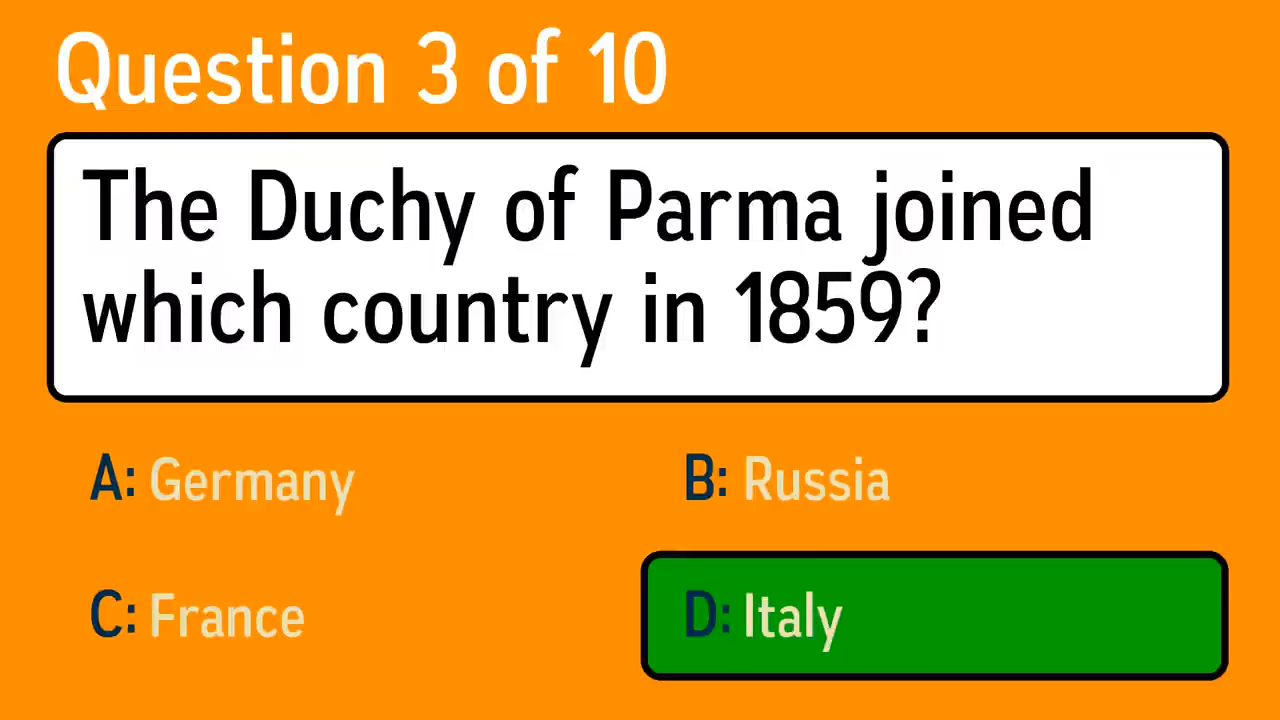 Question 3 of 10
The Duchy of Parma joined
which country in 1859?
A: Germany
B: Russia
C: France
D: Italy